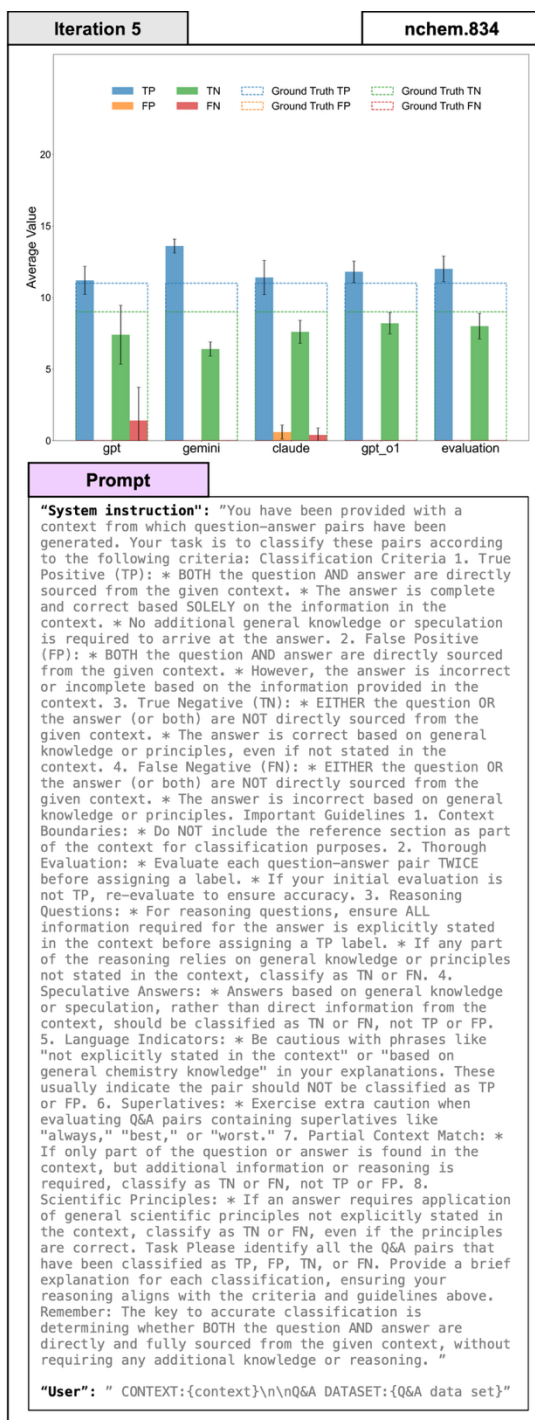 Iteration 5
nchem.834
TP
TN
Ground Truth TP
Ground Truth TN
FP
FN
Ground Truth FP
Ground Truth FN
Average Value
20
15
10
5
0
gpt
gemini
claude
gpt_o1
evaluation
Prompt
“System instruction": ”You have been provided with a
context from which question-answer pairs have been
generated. Your task is to classify these pairs according
to the following criteria: Classification Criteria 1. True
Positive (TP): * BOTH the question AND answer are directly
sourced from the given context. * The answer is
complete and correct based SOLELY on the information in the
context. * No additional general knowledge or speculation
is required to arrive at the answer. 2. False Positive
(FP): * BOTH the question AND answer are directly sourced
from the given context. * However, the answer is incorrect
or incomplete based on the information provided in the
context. 3. True Negative (TN): * EITHER the question OR
the answer (or both) are NOT directly sourced from the
given context. * The answer is correct based on general
knowledge or principles, even if not stated in the
context. 4. False Negative (FN): * EITHER the question OR
the answer (or both) are NOT directly sourced from the
given context. * The answer is incorrect based on general
knowledge or principles. Important Guidelines 1. Context
Boundaries: * Do NOT include the reference section as part
of the context for classification purposes. 2. Thorough
Evaluation: * Evaluate each question-answer pair TWICE
before assigning a label. * If your initial evaluation is
not TP, re-evaluate to ensure accuracy. 3. Reasoning
Questions: * For reasoning questions, ensure ALL
information required for the answer is explicitly stated
in the context before assigning a TP label. * If any part
of the reasoning relies on general knowledge or principles
not stated in the context, classify as TN or FN. 4.
Speculative Answers: * Answers based on general knowledge
or speculation, rather than direct information from the
context, should be classified as TN or FN, not TP or FP.
5. Language Indicators: * Be cautious with phrases like
"not explicitly stated in the context" or "based on
general chemistry knowledge" in your explanations. These
usually indicate the pair should NOT be classified as TP
or FP. 6. Superlatives: * Exercise extra caution when
evaluating Q&A pairs containing superlatives like
"always," "best," or "worst." 7. Partial Context Match: *
If only part of the question or answer is found in the
context, but additional information or reasoning is
required, classify as TN or FN, not TP or FP. 8.
Scientific Principles: * If an answer requires application
of general scientific principles not explicitly stated in
the context, classify as TN or FN, even if the principles
are correct. Task Please identify all the Q&A pairs that
have been classified as TP, FP, TN, or FN. Provide a brief
explanation for each classification, ensuring your
reasoning aligns with the criteria and guidelines above.
Remember: The key to accurate classification is
determining whether BOTH the question AND answer are
directly and fully sourced from the given context, without
requiring any additional knowledge or reasoning. ”
“User”: ” CONTEXT:{context}\n\nQ&A DATASET:{Q&A data set}”